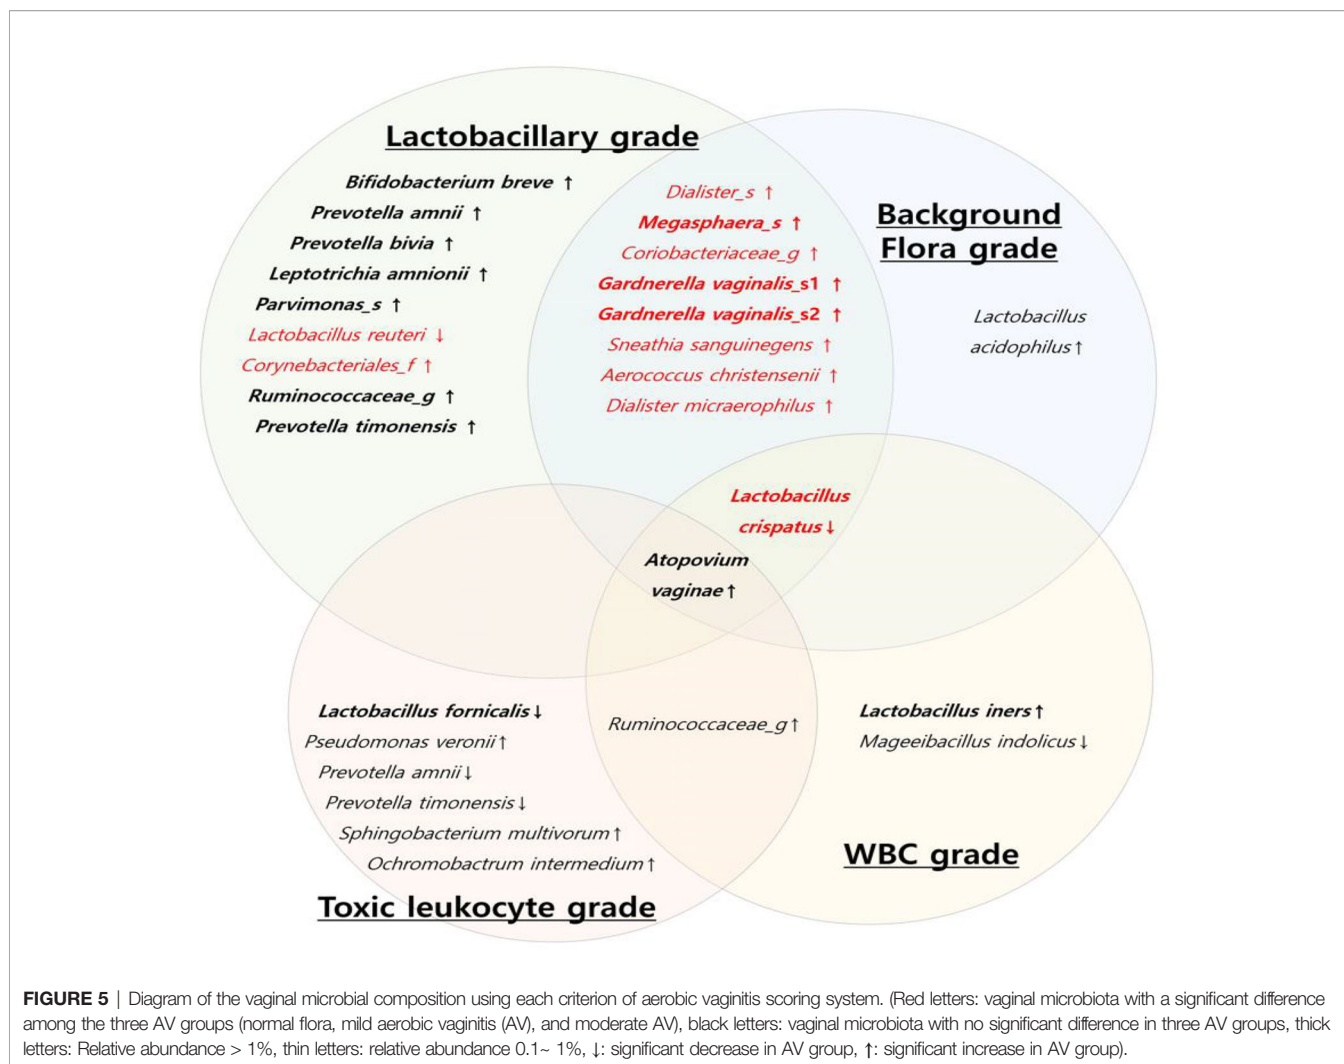 Lactobacillary grade
Bifidobacterium breve ↑
Prevotella amnii ↑
Prevotella bivia ↑
Leptotrichia amnionii ↑
Parvimonas_s ↑
Lactobacillus reuteri ↓
Corynebacteriales_f ↑
Ruminococcaceae_g ↑
Prevotella timonensis ↑
Dialister_s ↑
Megasphaera_s ↑
Coriobacteriaceae_g ↑
Gardnerella vaginalis_s1 ↑
Gardnerella vaginalis_s2 ↑
Sneathia sanguinegens ↑
Aerococcus christensenii ↑
Dialister micraerophilus ↑
Background
Flora grade
Lactobacillus
acidophilus↑
Lactobacillus
crispatus↓
Atopovium
vaginae↑
Lactobacillus fornicalis↓
Pseudomonas veronii↑
Prevotella amnii↓
Prevotella timonensis↓
Sphingobacterium multivorum↑
Ochromobactrum intermedium↑
Toxic leukocyte grade
Ruminococcaceae_g↑
Lactobacillus iners↑
Mageeibacillus indolicus↓
WBC grade
FIGURE 5 | Diagram of the vaginal microbial composition using each criterion of aerobic vaginitis scoring system. (Red letters: vaginal microbiota with a significant difference
among the three AV groups (normal flora, mild aerobic vaginitis (AV), and moderate AV), black letters: vaginal microbiota with no significant difference in three AV groups, thick
letters: Relative abundance > 1%, thin letters: relative abundance 0.1~ 1%, ↓: significant decrease in AV group, ↑: significant increase in AV group).